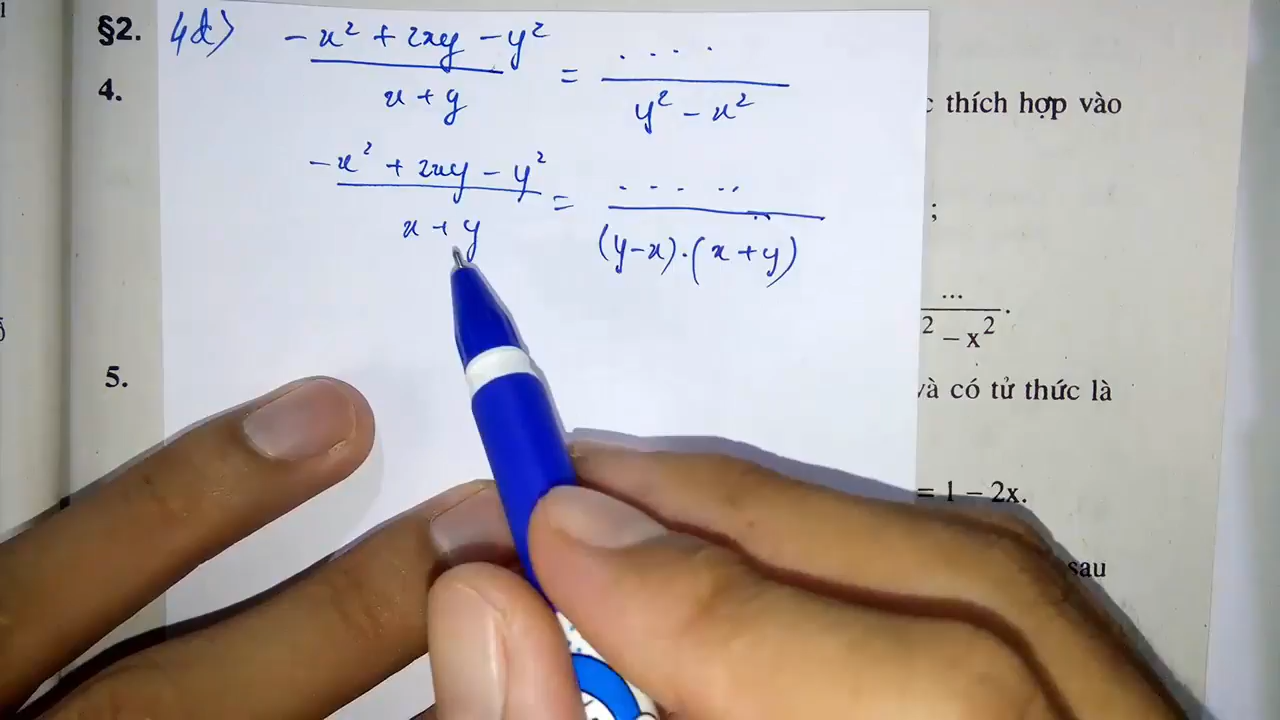 §2. 4d) -x² + 2xy - y² / x + y = .... / y² - x²
4.
c thích hợp vào
-x² + 2xy - y² / x + y = ..... / (y-x).(x+y)
;
... / ² - x² .
5.
và có tử thức là
= 1 - 2x.
sau